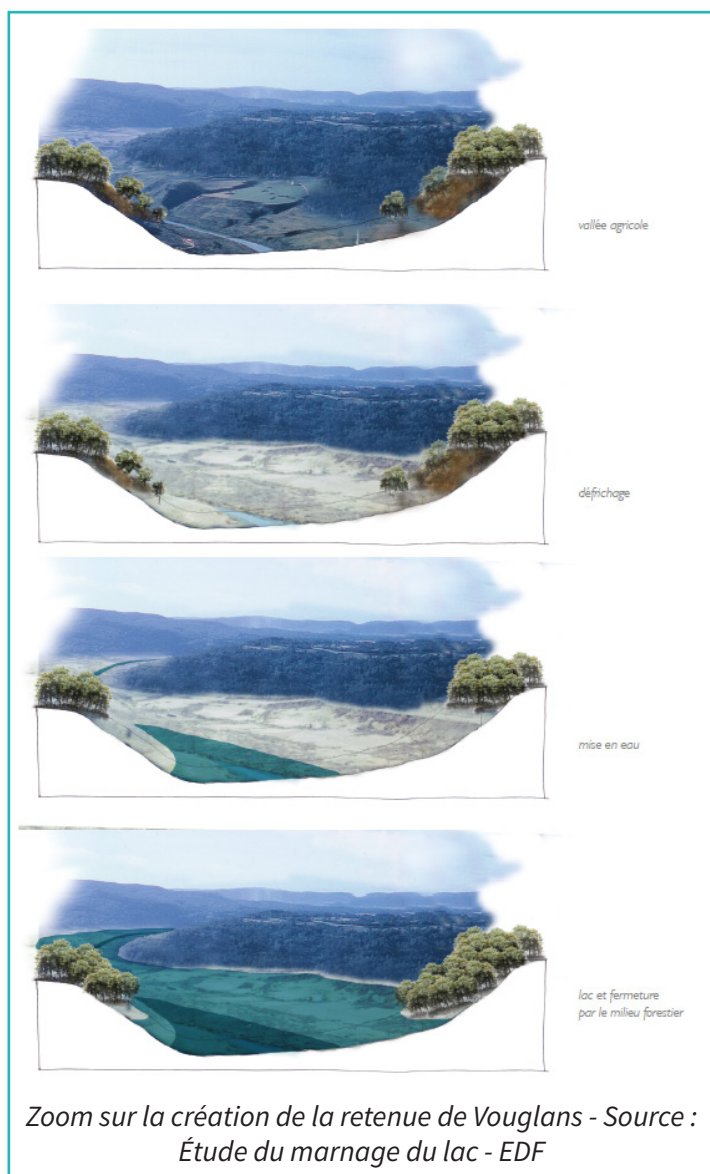 vallée agricole
défrichage
mise en eau
lac et fermeture
par le milieu forestier
Zoom sur la création de la retenue de Vouglans - Source :
Étude du marnage du lac - EDF